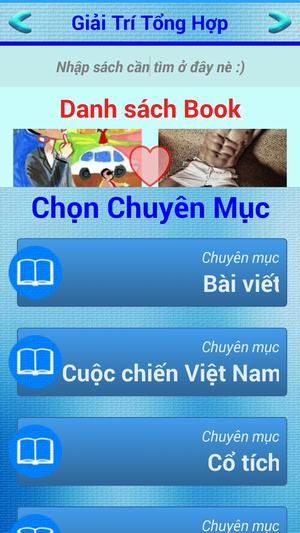 Giải Trí Tổng Hợp
Nhập sách cần tìm ở đây nè :)
Danh sách Book
Chọn Chuyên Mục
Chuyên mục
Bài viết
Chuyên mục
Cuộc chiến Việt Nam
Chuyên mục
Cổ tích
Chuyên mục